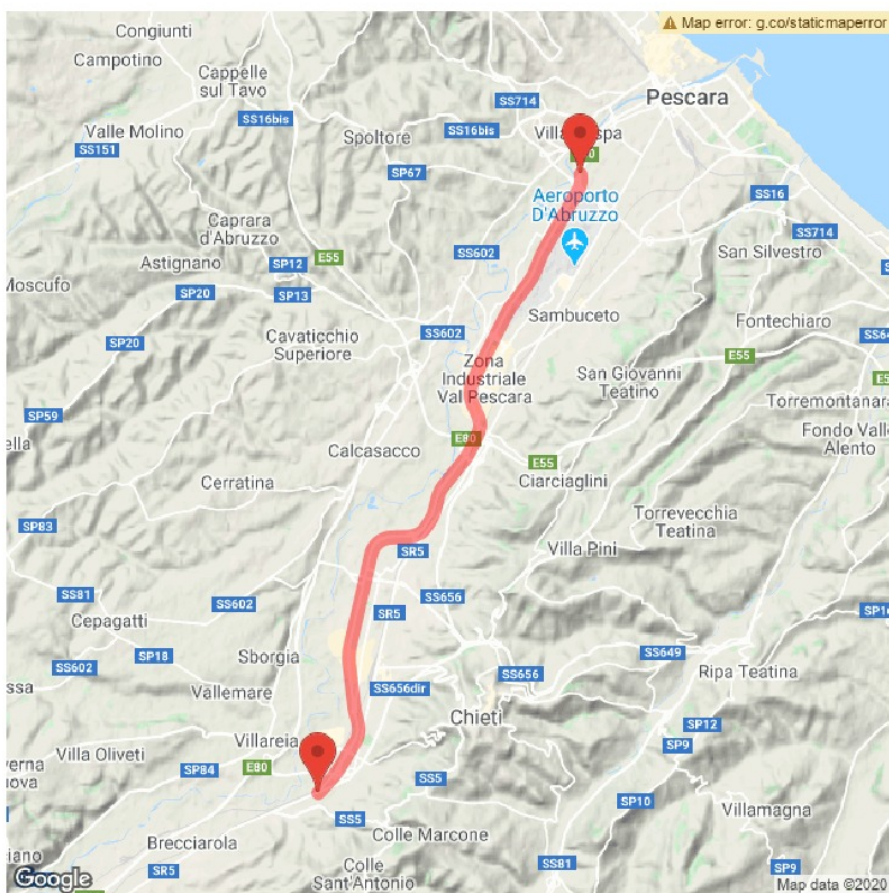 Map error: g.co/staticmaperror
Congiunti
Campotino
Cappelle
sul Tavo
Pescara
SS714
SS16bis
SS16bis
Valle Molino
Spoltore
SS151
SP67
Aeroporto
D'Abruzzo
SS16
Caprara
d'Abruzzo
SS714
E55
SS602
San Silvestro
Astignano
SP12
Moscufo
SP20
SP13
Sambuceto
Fontechiaro
SS602
Cavaticchio
Superiore
SP20
Zona
Industriale
Val Pescara
E55
San Giovanni
Teatino
Torremontanara
SP59
Fondo Valle
Alento
E80
Calcasacco
E55
Ciarciaglini
Cerratina
Torrevecchia
Teatina
SP83
Villa Pini
SR5
SS81
SS656
SS602
Cepagatti
SR5
SP18
Sborgia
SS602
SS649
SS656
Ripa Teatina
Vallemare
SS656dir
Chieti
SP12
Villareia
SP9
Villa Oliveti
SP84
E80
SS5
SP10
Villamagna
SS5
Colle Marcone
Brecciarola
SR5
Colle
Sant'Antonio
SS81
SP9
Google
Map data ©2020